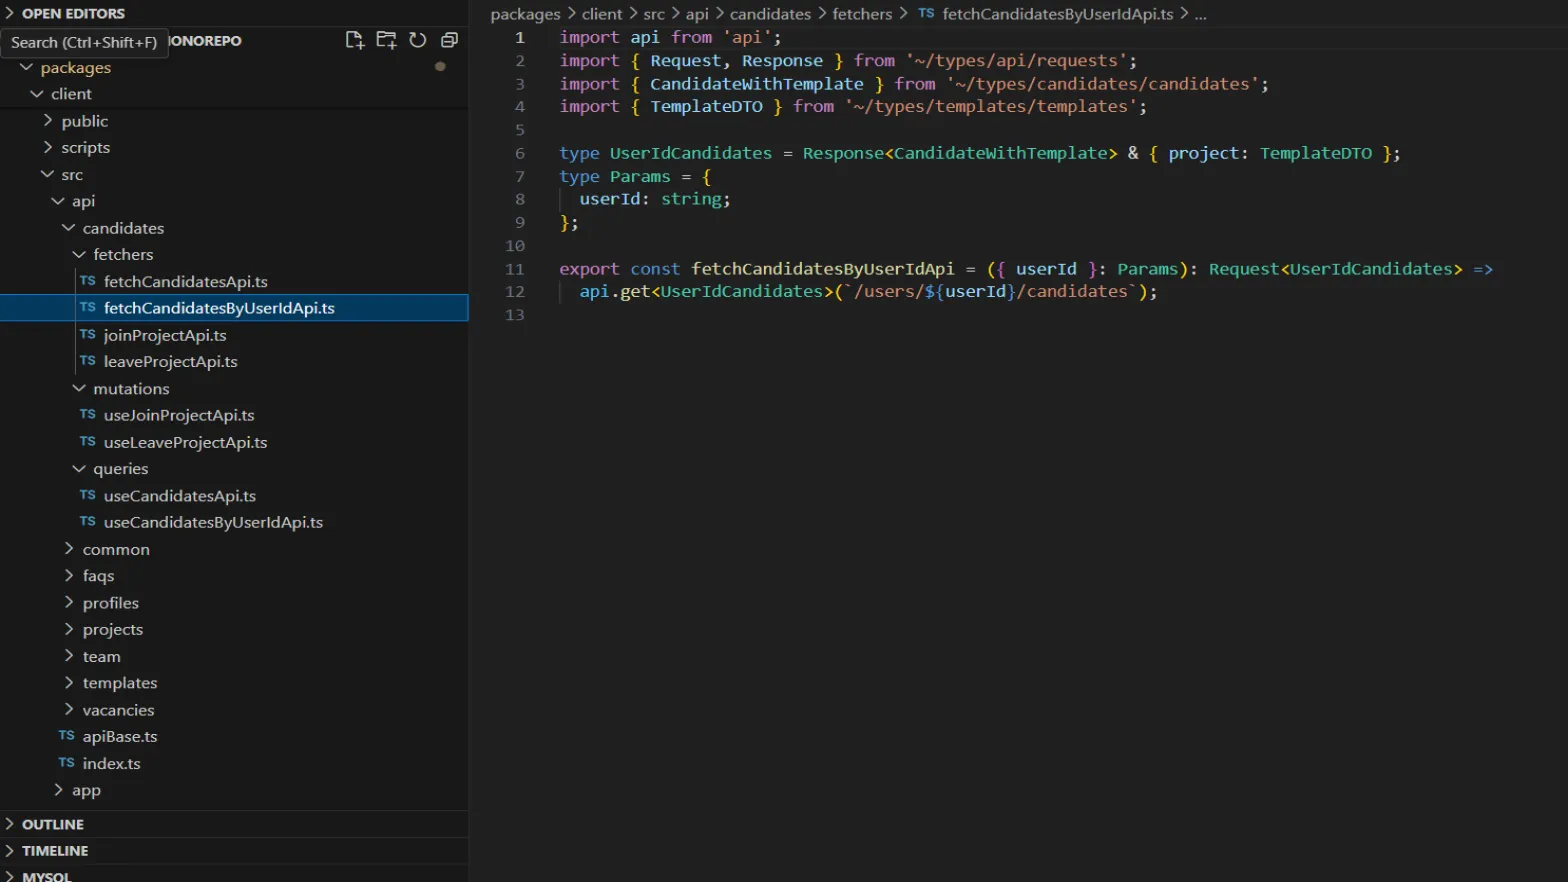 OPEN EDITORS
Search (Ctrl+Shift+F)
ONOREPO
packages
client
public
scripts
src
api
candidates
fetchers
TS fetchCandidatesApi.ts
TS fetchCandidatesByUserIdApi.ts
TS joinProjectApi.ts
TS leaveProjectApi.ts
mutations
TS useJoinProjectApi.ts
TS useLeaveProjectApi.ts
queries
TS useCandidatesApi.ts
TS useCandidatesByUserIdApi.ts
common
faqs
profiles
projects
team
templates
vacancies
TS apiBase.ts
TS index.ts
app
OUTLINE
TIMELINE
MYSQL
packages > client > src > api > candidates > fetchers > TS fetchCandidatesByUserIdApi.ts > ...
1 import api from 'api';
2 import { Request, Response } from '~/types/api/requests';
3 import { CandidateWithTemplate } from '~/types/candidates/candidates';
4 import { TemplateDTO } from '~/types/templates/templates';
5
6 type UserIdCandidates = Response<CandidateWithTemplate> & { project: TemplateDTO };
7 type Params = {
8 userId: string;
9 };
10
11 export const fetchCandidatesByUserIdApi = ({ userId }: Params): Request<UserIdCandidates> =>
12 api.get<UserIdCandidates>(`/users/${userId}/candidates`);
13